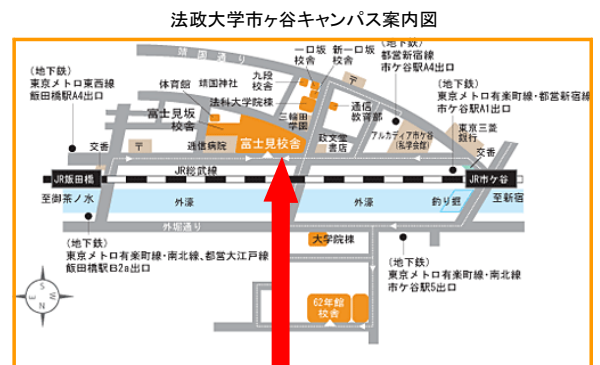 法政大学市ヶ谷キャンパス案内図
靖国通り
一口坂
校舎
新一口坂
校舎
(地下鉄)
都営新宿線
市ケ谷駅A4出口
(地下鉄)
東京メトロ東西線
飯田橋駅A4出口
体育館
靖国神社
九段
校舎
法科大学院棟
三輪田
学園
通信
教育部
〒
(地下鉄)
東京メトロ有楽町線・都営新宿線
市ケ谷駅A1出口
富士見坂
校舎
富士見校舎
逓信病院
〒
交番
政文堂
書店
アルカディア市ケ谷
(私学会館)
東京三菱
銀行
交番
JR飯田橋
JR総武線
JR市ケ谷
至御茶ノ水
外濠
外濠
釣り堀
至新宿
外堀通り
(地下鉄)
東京メトロ有楽町線・南北線、都営大江戸線
飯田橋駅B2a出口
大学院棟
(地下鉄)
東京メトロ有楽町線・南北線
市ケ谷駅5出口
62年館
校舎
S
E
W
N